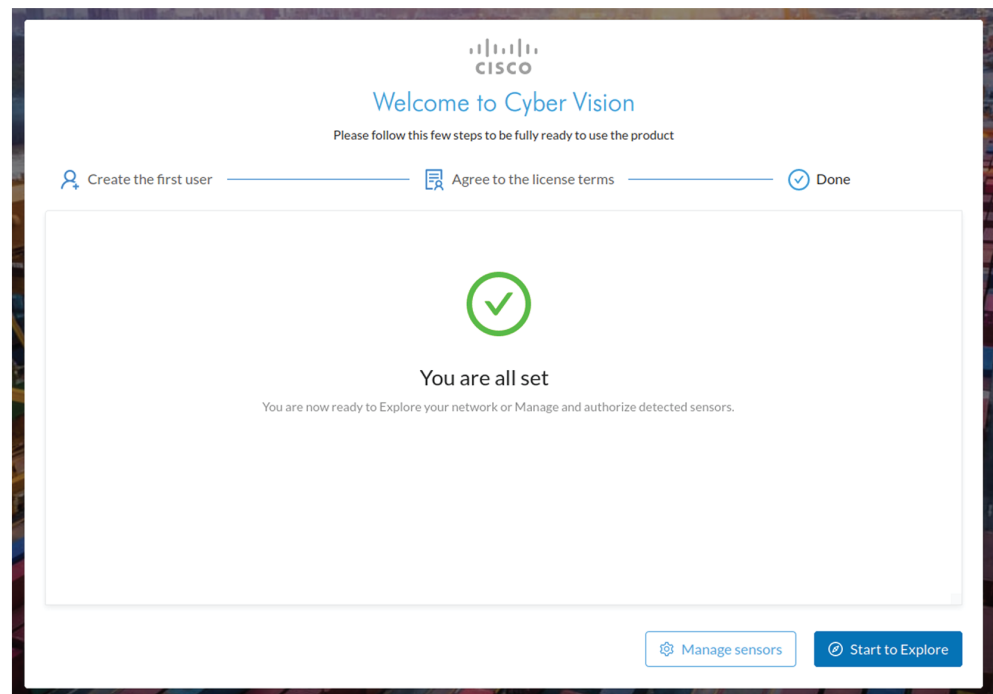 CISCO
Welcome to Cyber Vision
Please follow this few steps to be fully ready to use the product
Create the first user
Agree to the license terms
Done
You are all set
You are now ready to Explore your network or Manage and authorize detected sensors.
Manage sensors
Start to Explore